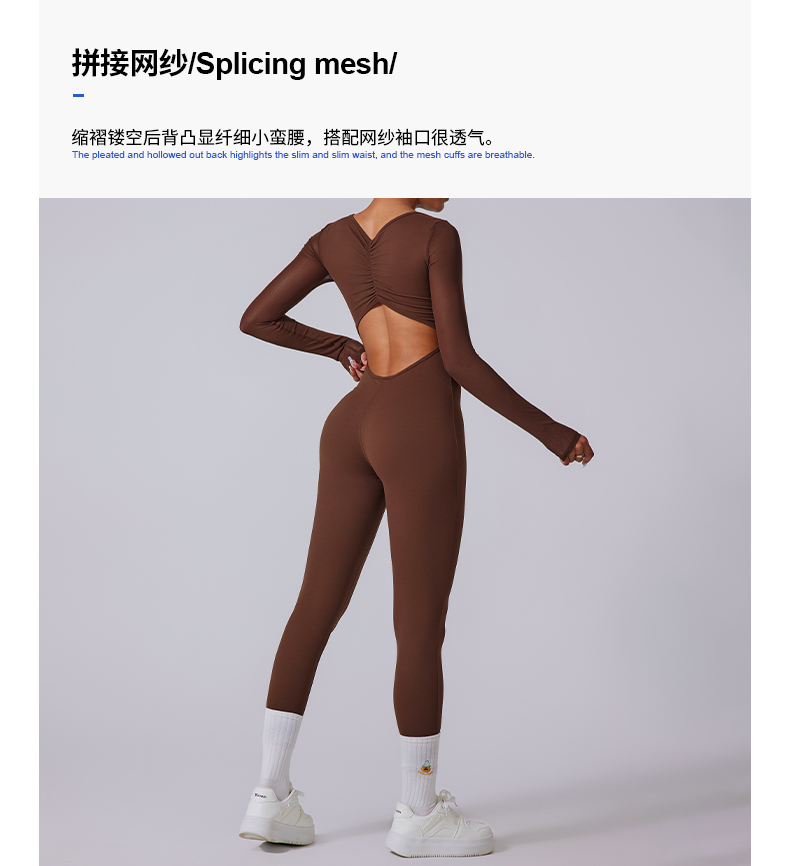 拼接网纱/Splicing mesh/
缩褶镂空后背凸显纤细小蛮腰，搭配网纱袖口很透气。
The pleated and hollowed out back highlights the slim and slim waist, and the mesh cuffs are breathable.